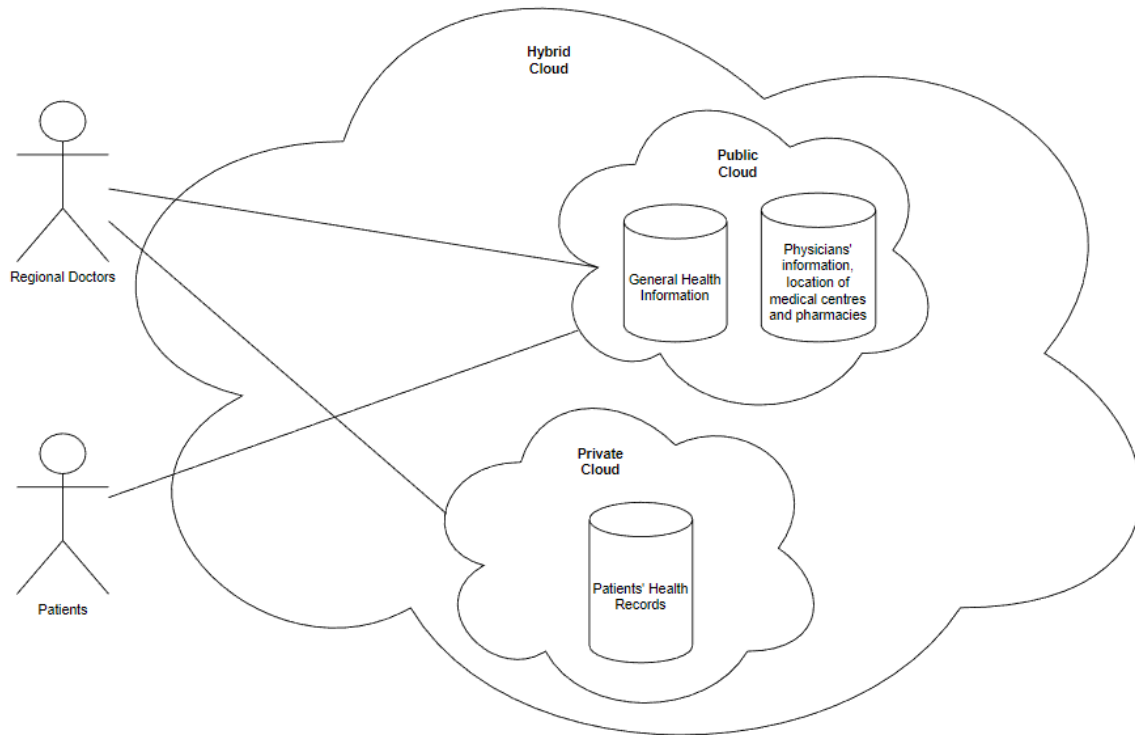 Hybrid
Cloud
Public
Cloud
General Health
Information
Physicians'
information,
location of
medical centres
and pharmacies
Regional Doctors
Private
Cloud
Patients' Health
Records
Patients